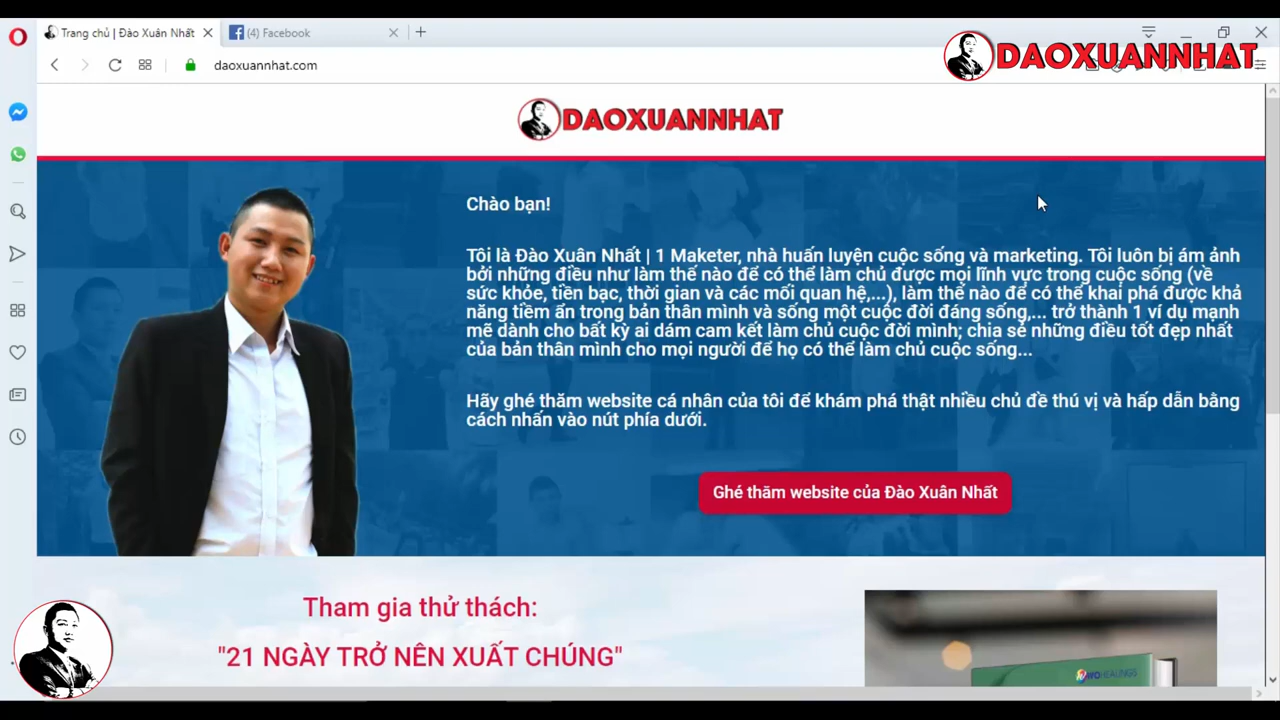 Trang chủ | Đào Xuân Nhất
(4) Facebook
daoxuannhat.com
DAOXUANNHAT
DAOXUANNHAT
Chào bạn!
Tôi là Đào Xuân Nhất | 1 Maketer, nhà huấn luyện cuộc sống và marketing. Tôi luôn bị ám ảnh
bởi những điều như làm thế nào để có thể làm chủ được mọi lĩnh vực trong cuộc sống (về
sức khỏe, tiền bạc, thời gian và các mối quan hệ,...), làm thế nào để có thể khai phá được khả
năng tiềm ẩn trong bản thân mình và sống một cuộc đời đáng sống,... trở thành 1 ví dụ mạnh
mẽ dành cho bất kỳ ai dám cam kết làm chủ cuộc đời mình; chia sẻ những điều tốt đẹp nhất
của bản thân mình cho mọi người để họ có thể làm chủ cuộc sống...
Hãy ghé thăm website cá nhân của tôi để khám phá thật nhiều chủ đề thú vị và hấp dẫn bằng
cách nhấn vào nút phía dưới.
Ghé thăm website của Đào Xuân Nhất
Tham gia thử thách:
"21 NGÀY TRỞ NÊN XUẤT CHÚNG"